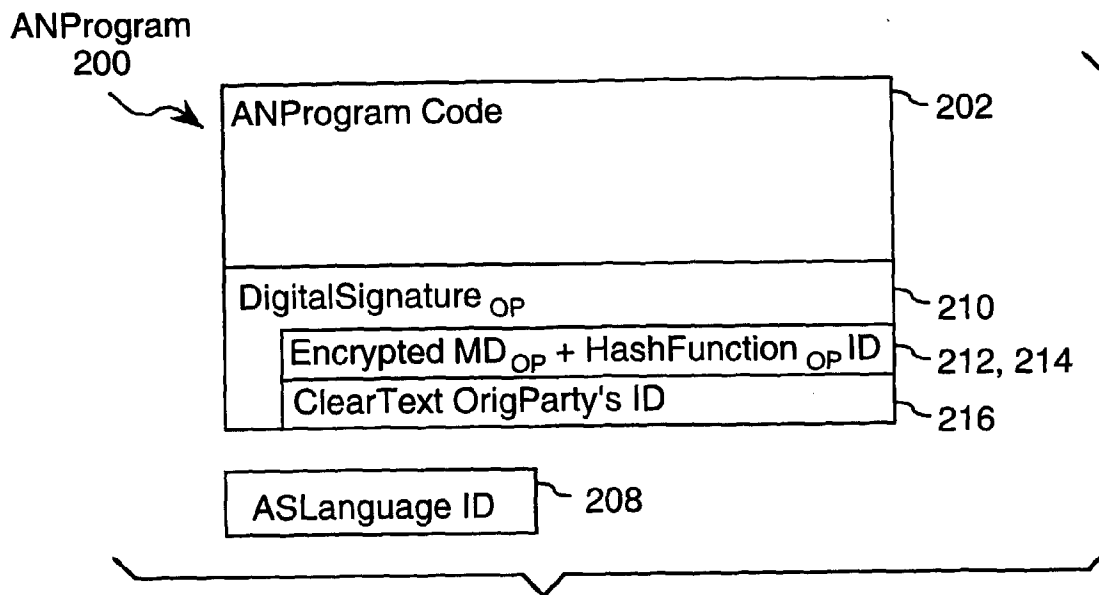 ANProgram
200
ANProgram Code
202
DigitalSignature OP
210
Encrypted MD OP + HashFunction OP ID
212, 214
ClearText OrigParty's ID
216
ASLanguage ID
208